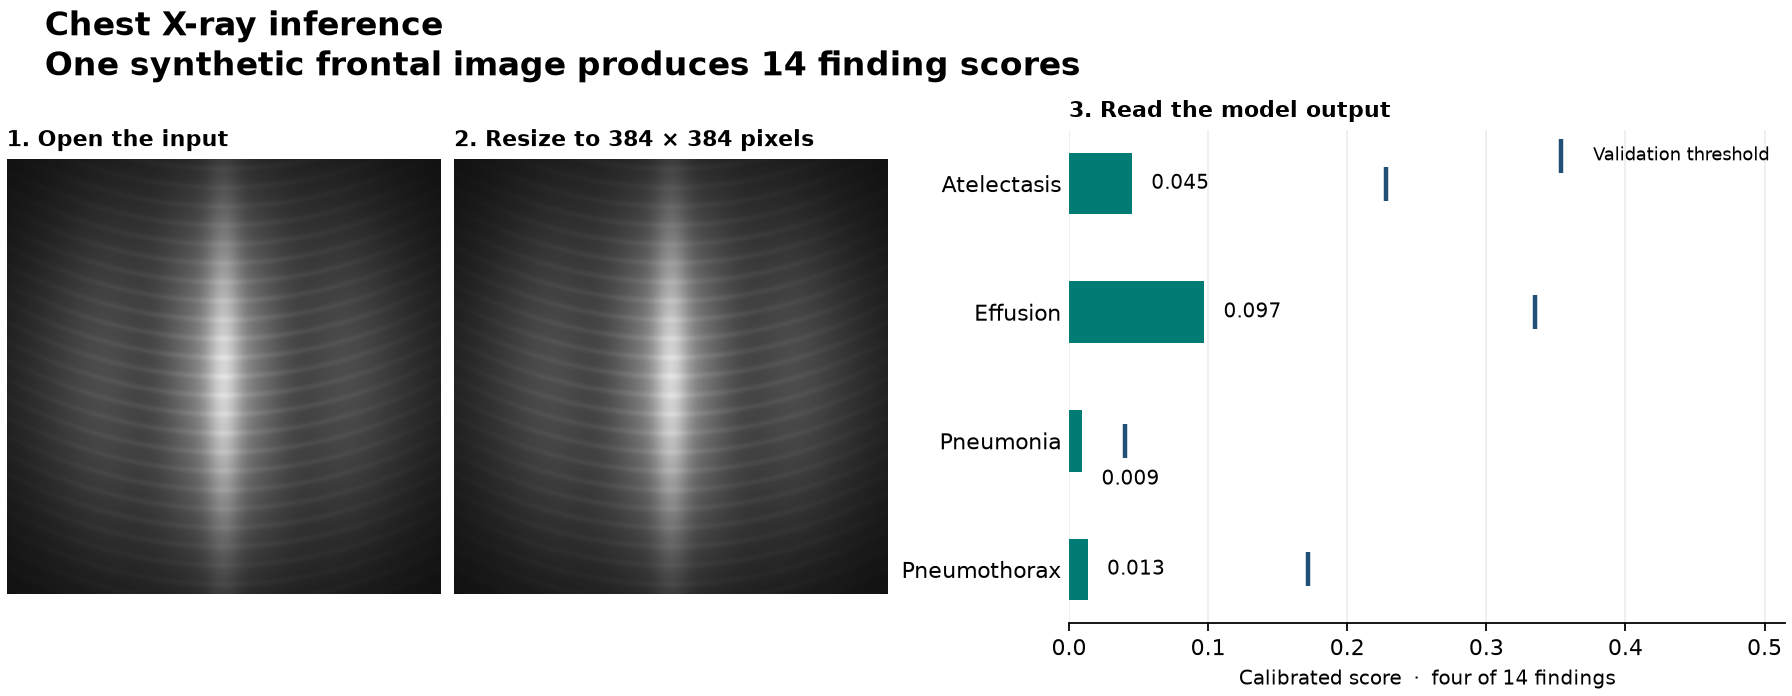 Chest X-ray inference
One synthetic frontal image produces 14 finding scores
1. Open the input
2. Resize to 384 × 384 pixels
3. Read the model output
Validation threshold
Atelectasis
0.045
Effusion
0.097
Pneumonia
0.009
Pneumothorax
0.013
0.0
0.1
0.2
0.3
0.4
0.5
Calibrated score · four of 14 findings